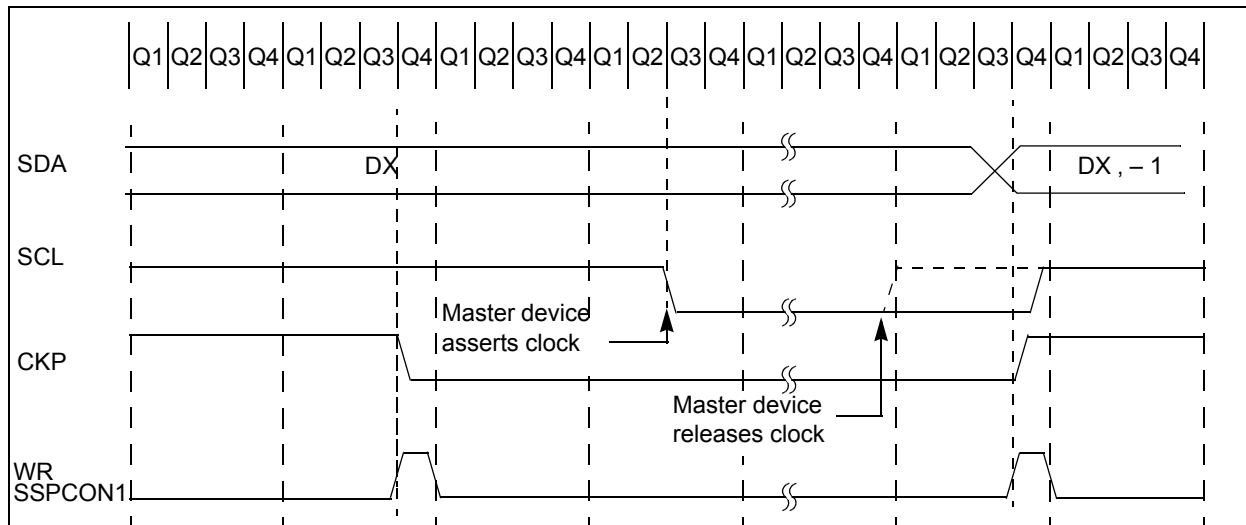 Q1 Q2 Q3 Q4 Q1 Q2 Q3 Q4 Q1 Q2 Q3 Q4 Q1 Q2 Q3 Q4 Q1 Q2 Q3 Q4 Q1 Q2 Q3 Q4 Q1 Q2 Q3 Q4
SDA
DX
DX , – 1
SCL
Master device
asserts clock
CKP
Master device
releases clock
WR
SSPCON1